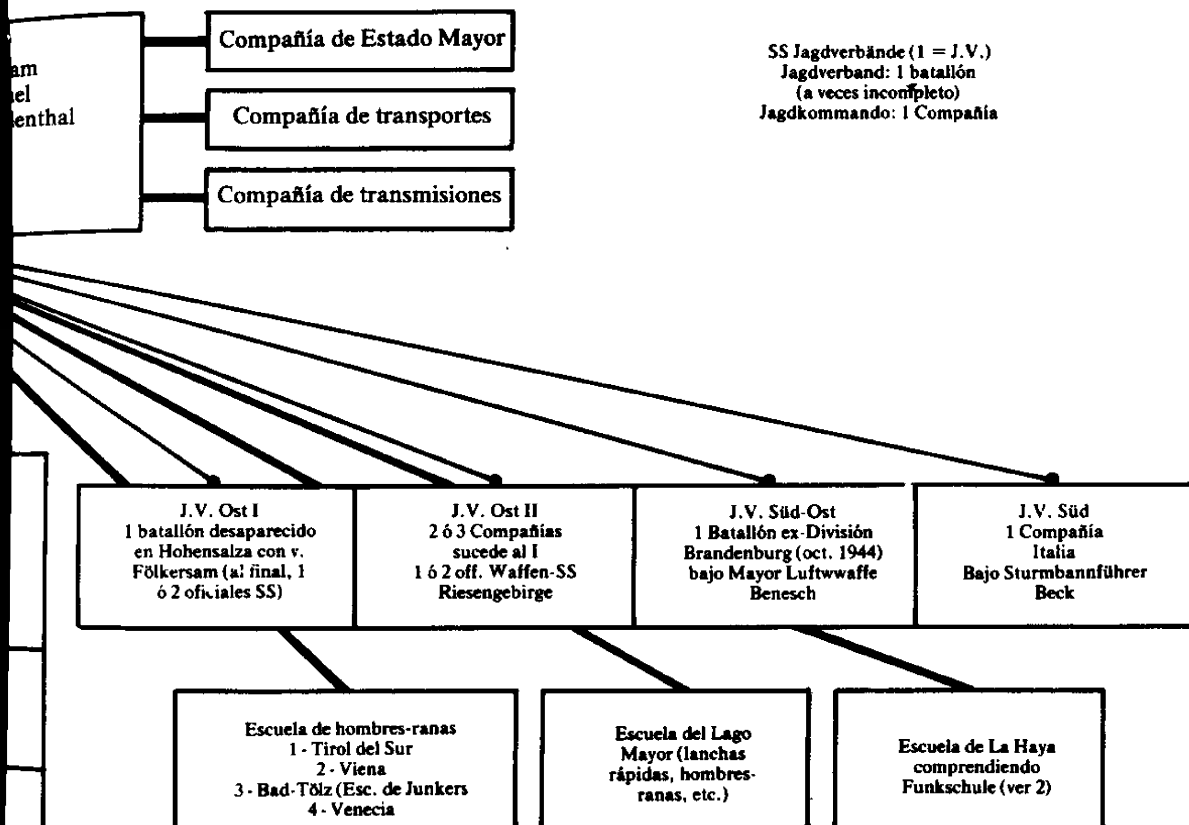 am
el
enthal
Compañía de Estado Mayor
Compañía de transportes
Compañía de transmisiones
SS Jagdverbände (1 = J.V.)
Jagdverband: 1 batallón
(a veces incompleto)
Jagdkommando: 1 Compañía
J.V. Ost I
1 batallón desaparecido
en Hohensalza con v.
Fölkersam (al final, 1
ó 2 oficiales SS)
J.V. Ost II
2 ó 3 Compañías
sucede al I
1 ó 2 off. Waffen-SS
Riesengebirge
J.V. Süd-Ost
1 Batallón ex-División
Brandenburg (oct. 1944)
bajo Mayor Luftwwaffe
Benesch
J.V. Süd
1 Compañía
Italia
Bajo Sturmbannführer
Beck
Escuela de hombres-ranas
1 - Tirol del Sur
2 - Viena
3 - Bad-Tölz (Esc. de Junkers
4 - Venecia
Escuela del Lago
Mayor (lanchas
rápidas, hombres-
ranas, etc.)
Escuela de La Haya
comprendiendo
Funkschule (ver 2)